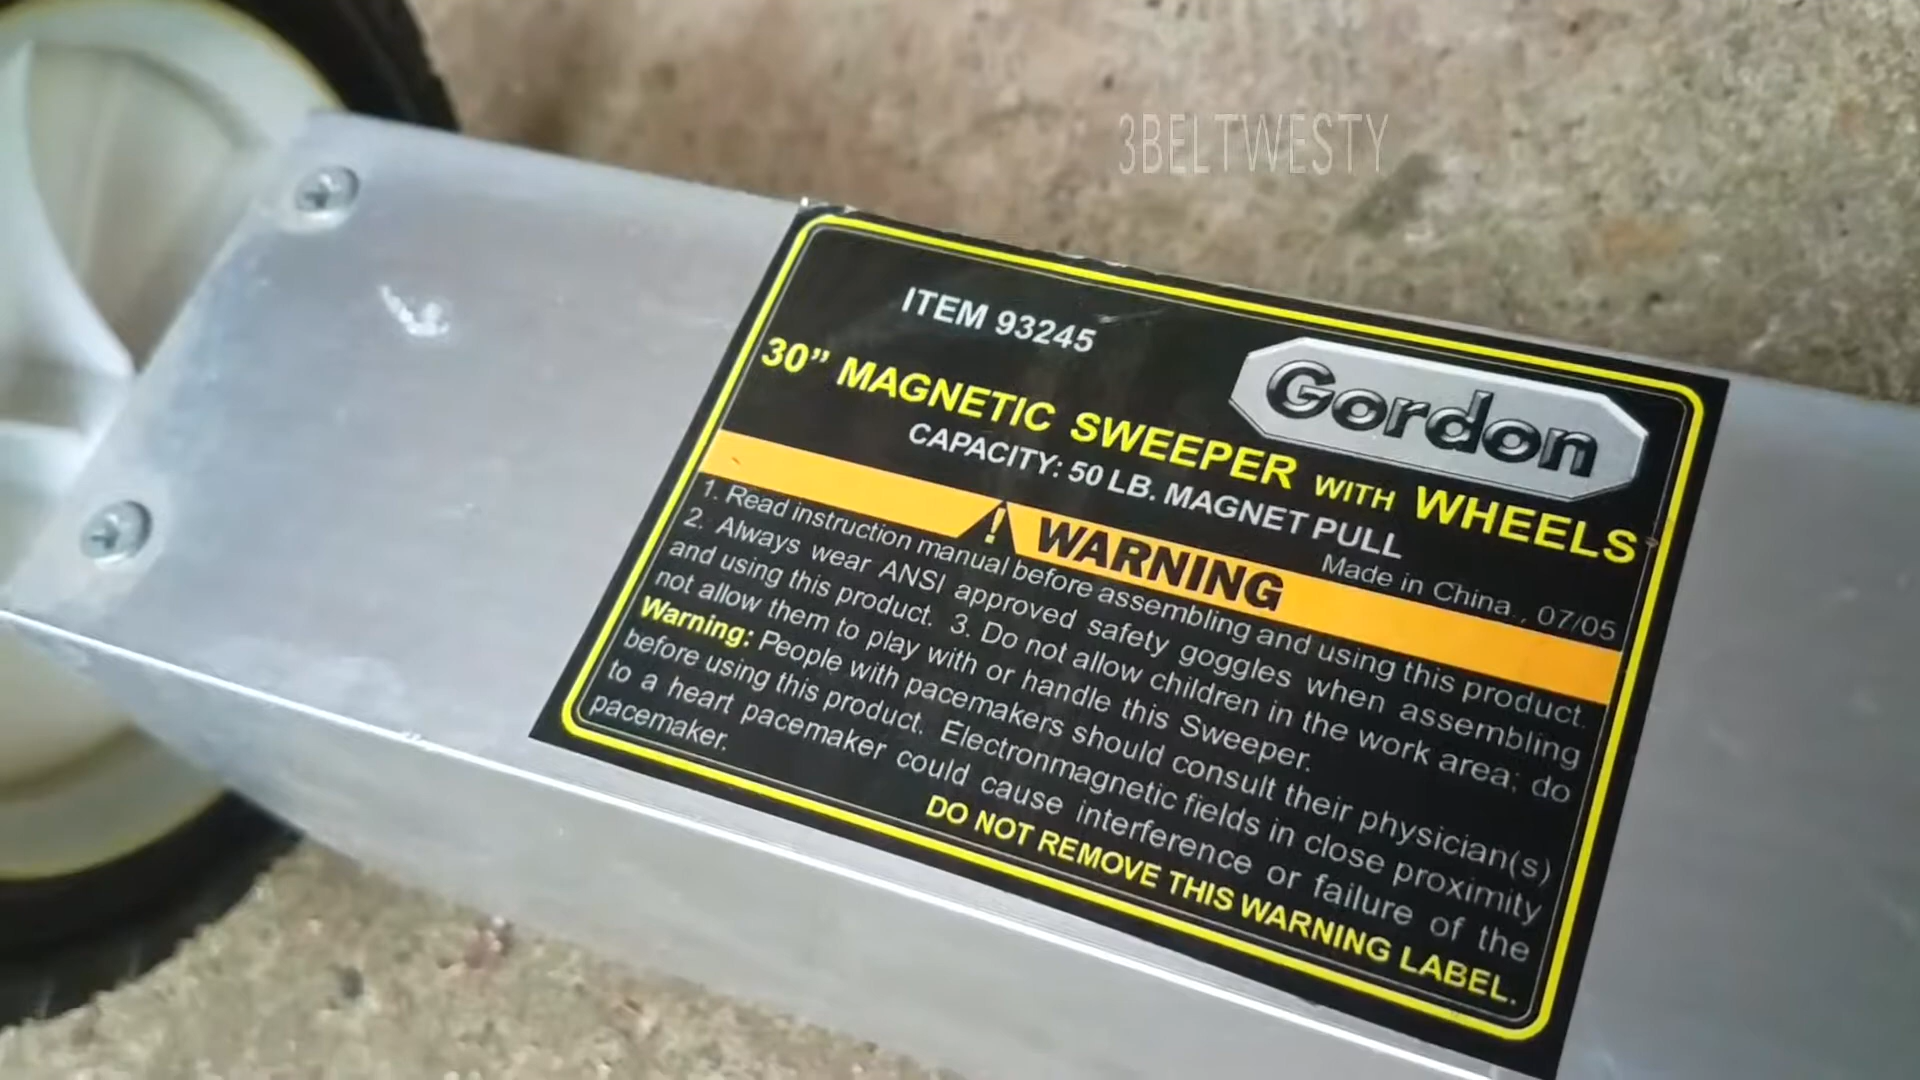 3BELTWESTY
ITEM 93245
Gordon
30” MAGNETIC SWEEPER WITH WHEELS
CAPACITY: 50 LB. MAGNET PULL
Made in China., 07/05
! WARNING
1. Read instruction manual before assembling and using this product.
2. Always wear ANSI approved safety goggles when assembling
and using this product. 3. Do not allow children in the work area; do
not allow them to play with or handle this Sweeper.
Warning: People with pacemakers should consult their physician(s)
before using this product. Electronmagnetic fields in close proximity
to a heart pacemaker could cause interference or failure of the
pacemaker.
DO NOT REMOVE THIS WARNING LABEL.